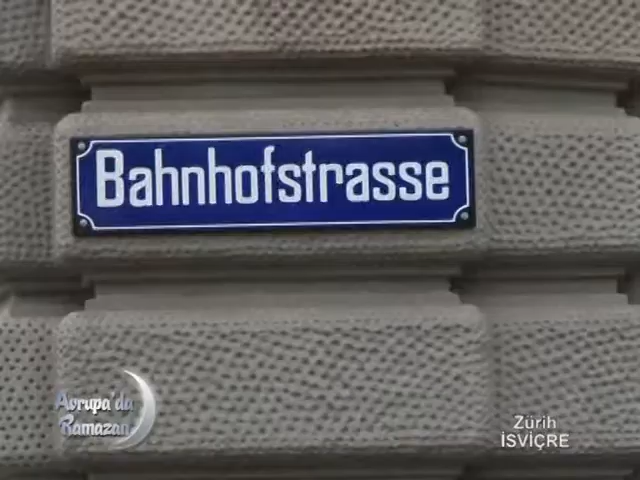 Bahnhofstrasse
Avrupa'da
Ramazan
Zürih
İSVİÇRE